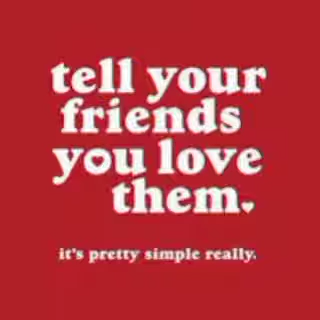 tell your
friends
you love
them.
it's pretty simple really.